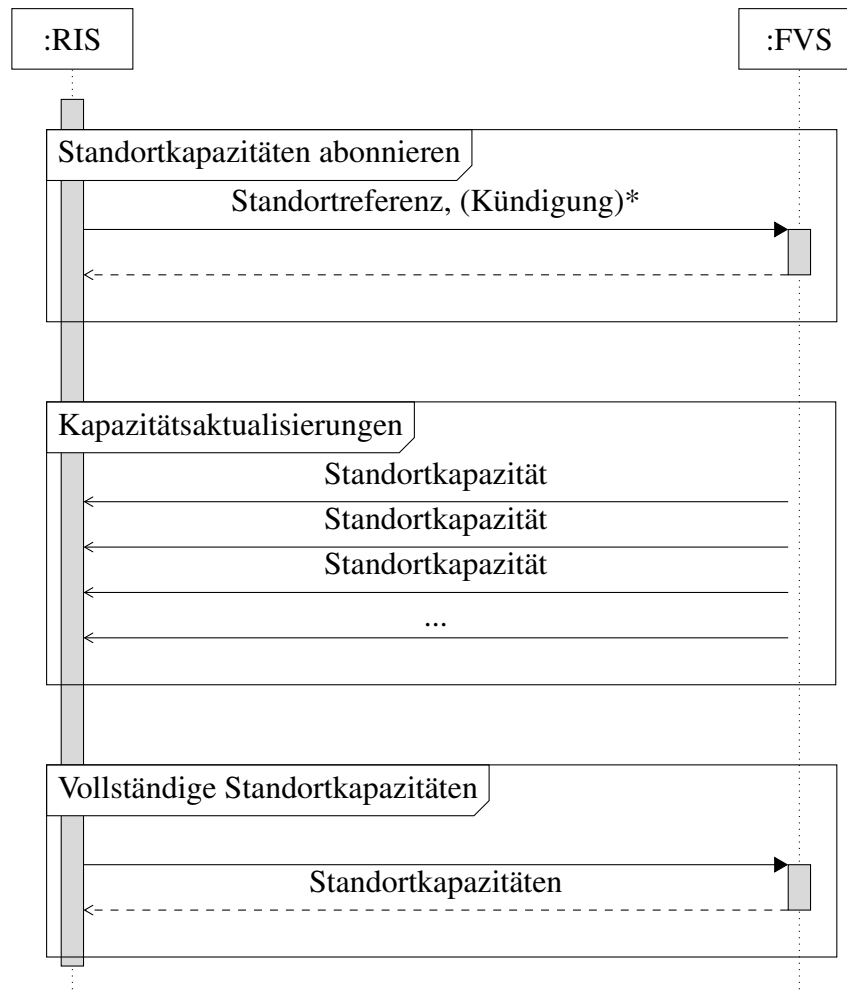 :RIS
:FVS
Standortkapazitäten abonnieren
Standortreferenz, (Kündigung)*
Kapazitätsaktualisierungen
Standortkapazität
Standortkapazität
Standortkapazität
...
Vollständige Standortkapazitäten
Standortkapazitäten